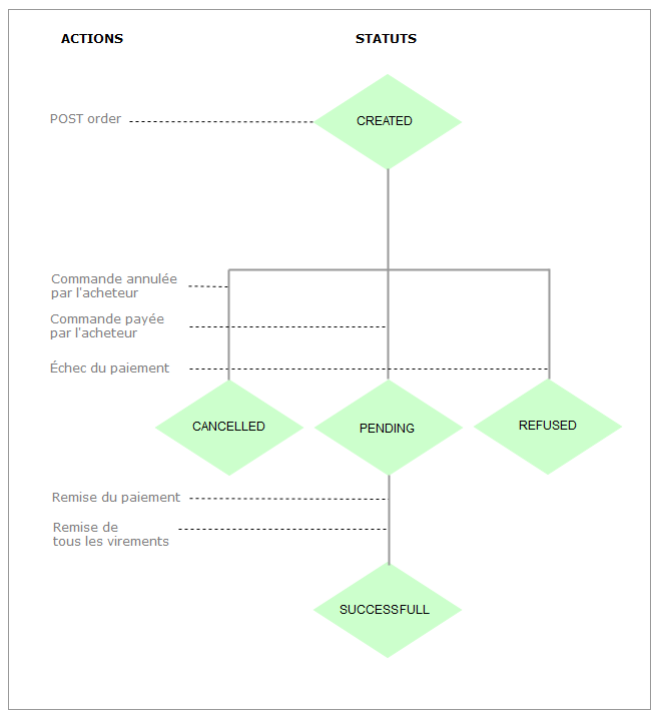 ACTIONS STATUTS
POST order CREATED
Commande annulée
par l'acheteur
Commande payée
par l'acheteur
Échec du paiement
CANCELLED PENDING REFUSED
Remise du paiement
Remise de
tous les virements
SUCCESSFULL